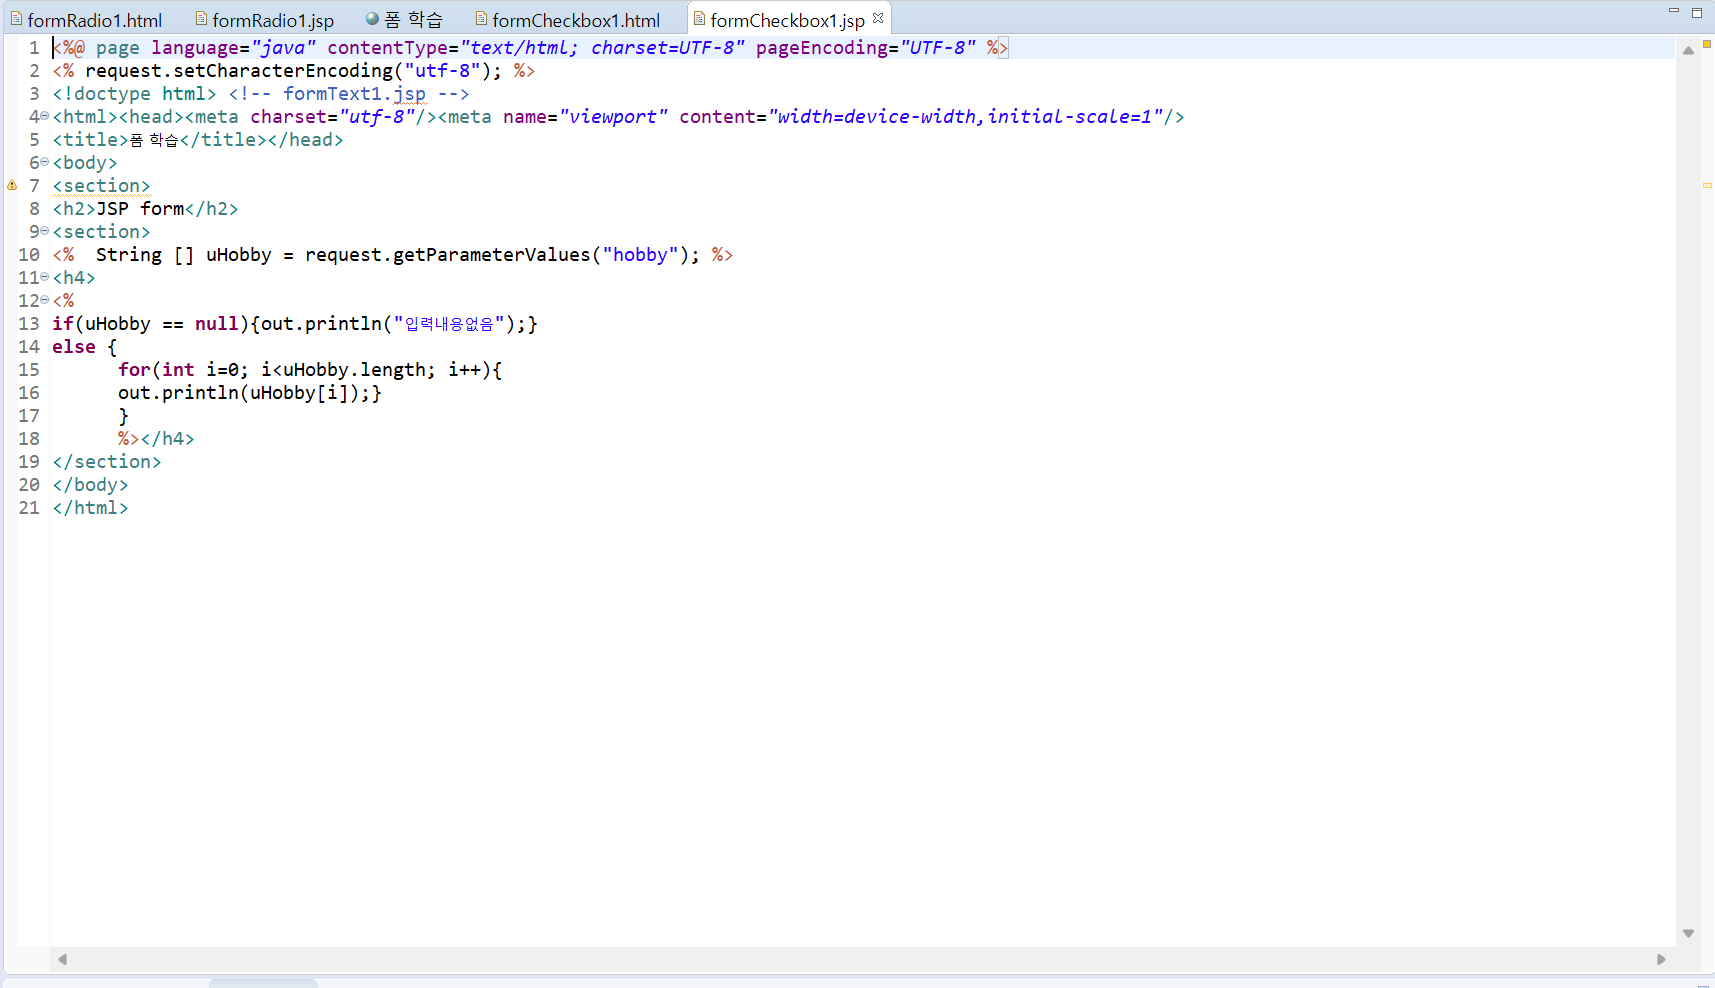 formRadio1.html formRadio1.jsp 폼 학습 formCheckbox1.html formCheckbox1.jsp
1 <%@ page language="java" contentType="text/html; charset=UTF-8" pageEncoding="UTF-8" %>
2 <% request.setCharacterEncoding("utf-8"); %>
3 <!doctype html> <!-- formText1.jsp -->
4 <html><head><meta charset="utf-8"/><meta name="viewport" content="width=device-width,initial-scale=1"/>
5 <title>폼 학습</title></head>
6 <body>
7 <section>
8 <h2>JSP form</h2>
9 <section>
10 <%  String [] uHobby = request.getParameterValues("hobby"); %>
11 <h4>
12 <%
13 if(uHobby == null){out.println("입력내용없음");}
14 else {
15       for(int i=0; i<uHobby.length; i++){
16       out.println(uHobby[i]);}
17       }
18       %></h4>
19 </section>
20 </body>
21 </html>